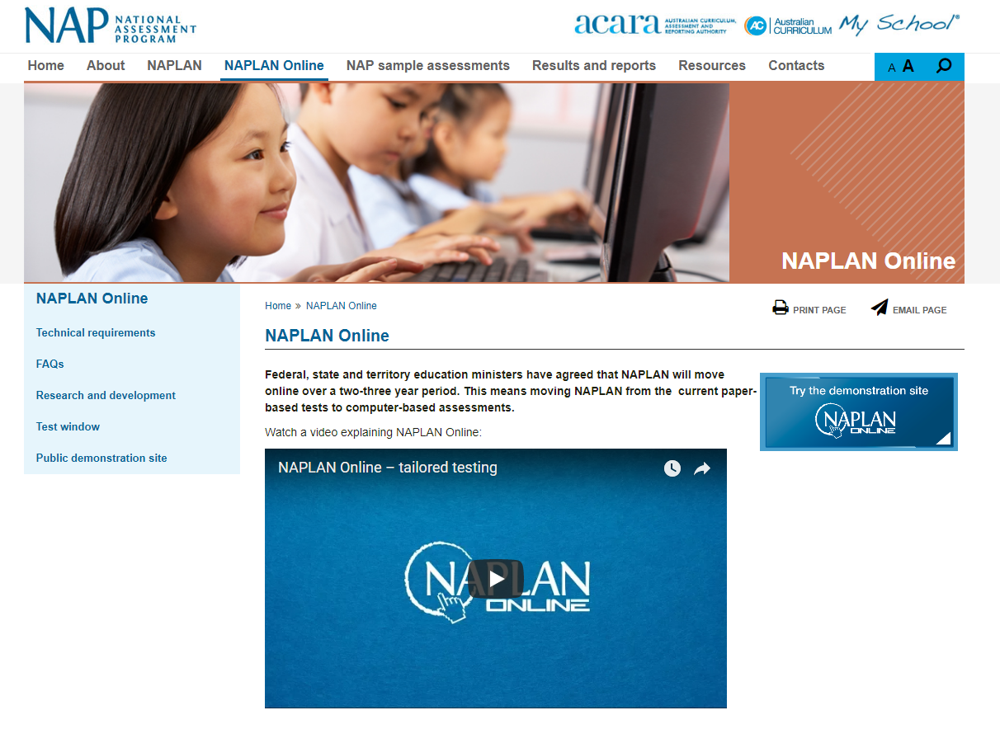 NAP NATIONAL
ASSESSMENT
PROGRAM
acara AUSTRALIAN CURRICULUM,
ASSESSMENT AND
REPORTING AUTHORITY
AC Australian
CURRICULUM
My School®
Home About NAPLAN NAPLAN Online NAP sample assessments Results and reports Resources Contacts A A
NAPLAN Online
NAPLAN Online
Technical requirements
FAQs
Research and development
Test window
Public demonstration site
Home » NAPLAN Online
PRINT PAGE EMAIL PAGE
NAPLAN Online
Federal, state and territory education ministers have agreed that NAPLAN will move
online over a two-three year period. This means moving NAPLAN from the current paper-
based tests to computer-based assessments.
Watch a video explaining NAPLAN Online:
NAPLAN Online – tailored testing
NAPLAN
ONLINE
Try the demonstration site
NAPLAN
ONLINE